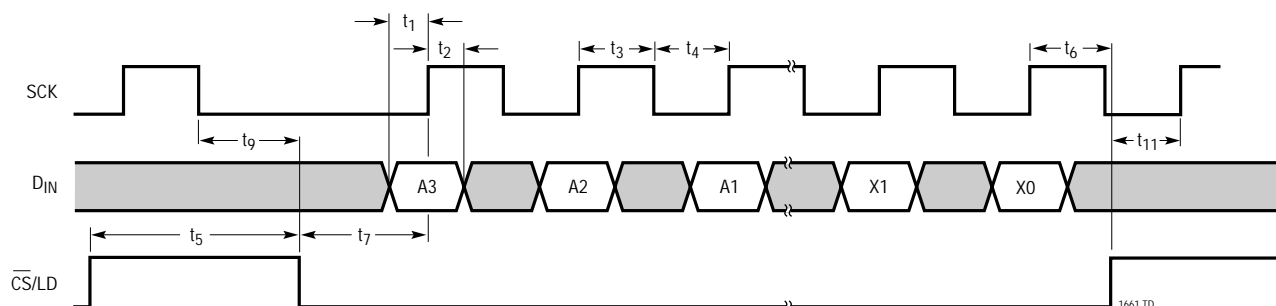 t1
t2
t3
t4
t6
SCK
t9
t11
DIN
A3
A2
A1
X1
X0
t5
t7
C̅S̅/LD
1661 TD